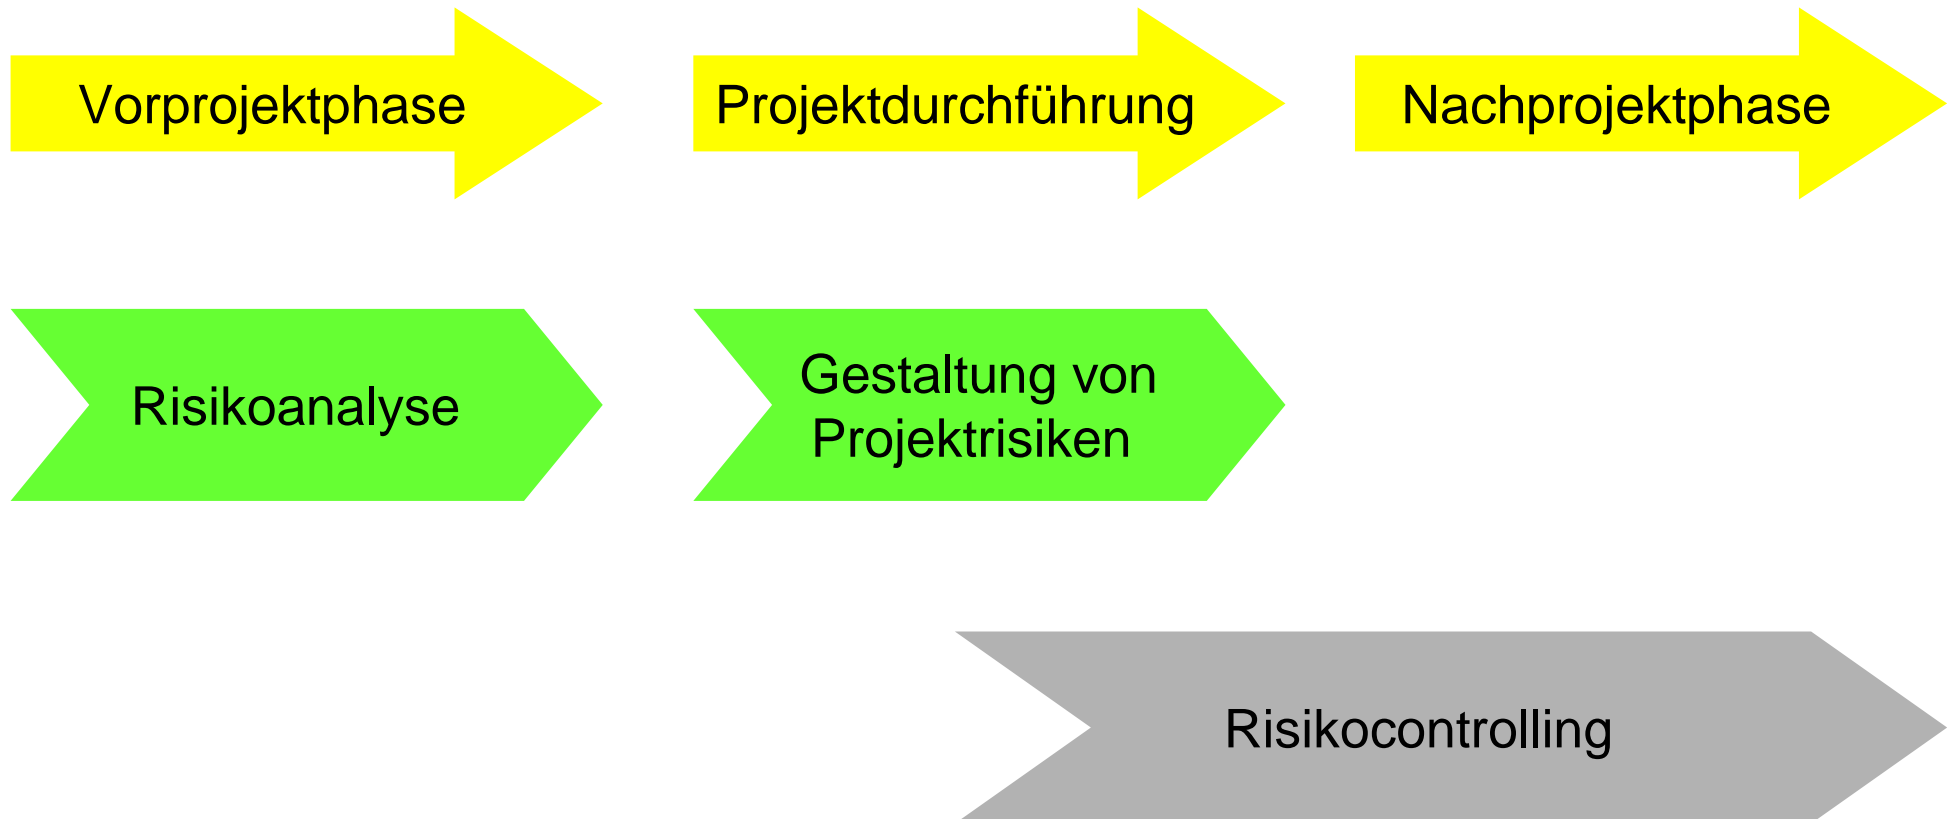 Vorprojektphase
Projektdurchführung
Nachprojektphase
Risikoanalyse
Gestaltung von
Projektrisiken
Risikocontrolling